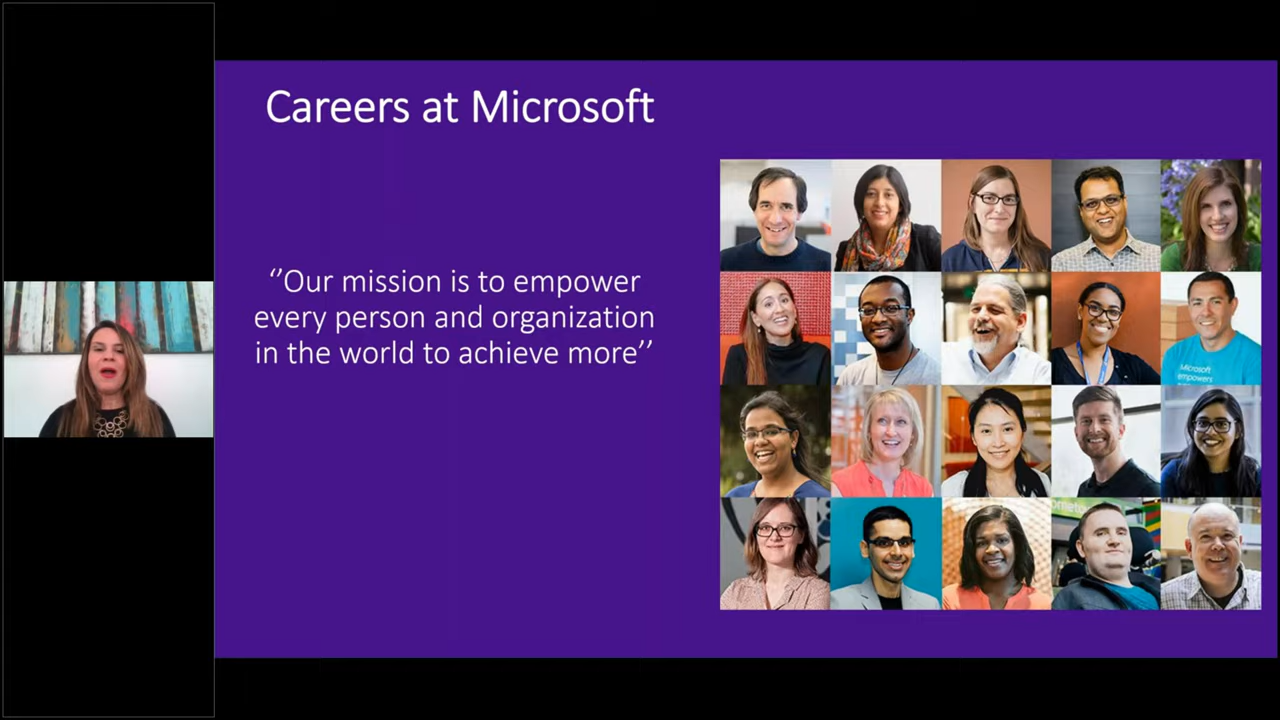 Careers at Microsoft
‘’Our mission is to empower
every person and organization
in the world to achieve more’’
Microsoft
empowers